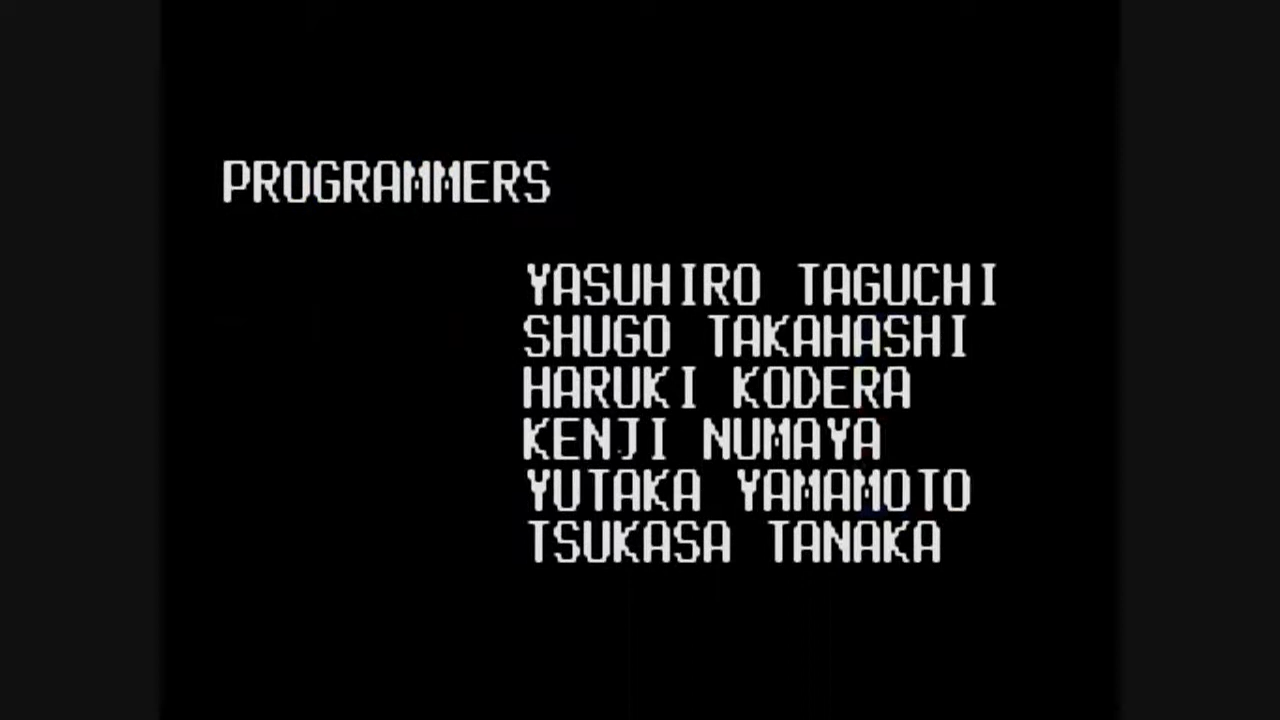 PROGRAMMERS
YASUHIRO TAGUCHI
SHUGO TAKAHASHI
HARUKI KODERA
KENJI NUMAYA
YUTAKA YAMAMOTO
TSUKASA TANAKA